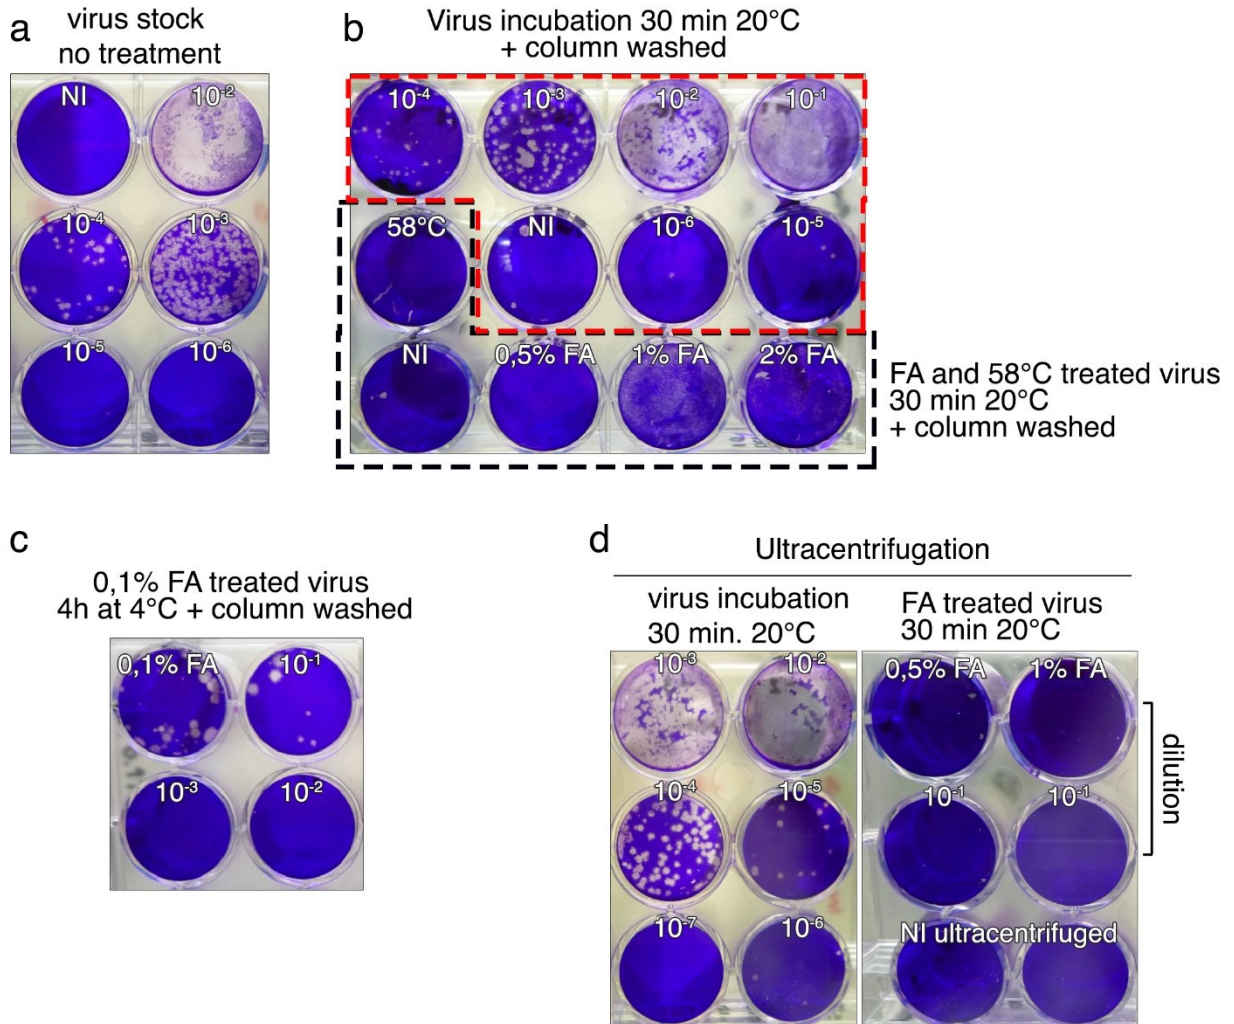 a
virus stock
no treatment
NI
10-2
10-4
10-3
10-5
10-6
b
Virus incubation 30 min 20°C
+ column washed
10-4
10-3
10-2
10-1
58°C
NI
10-6
10-5
NI
0,5% FA
1% FA
2% FA
FA and 58°C treated virus
30 min 20°C
+ column washed
c
0,1% FA treated virus
4h at 4°C + column washed
0,1% FA
10-1
10-3
10-2
d
Ultracentrifugation
virus incubation
30 min. 20°C
10-3
10-2
10-4
10-5
10-7
10-6
FA treated virus
30 min 20°C
0,5% FA
1% FA
10-1
10-1
NI ultracentrifuged
dilution